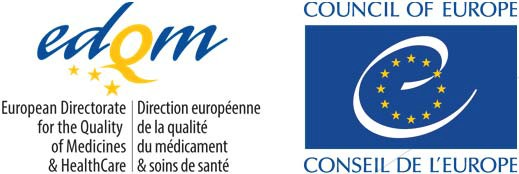 edQm
European Directorate
for the Quality
of Medicines
& HealthCare
Direction européenne
de la qualité
du médicament
& soins de santé
COUNCIL OF EUROPE
CONSEIL DE L'EUROPE